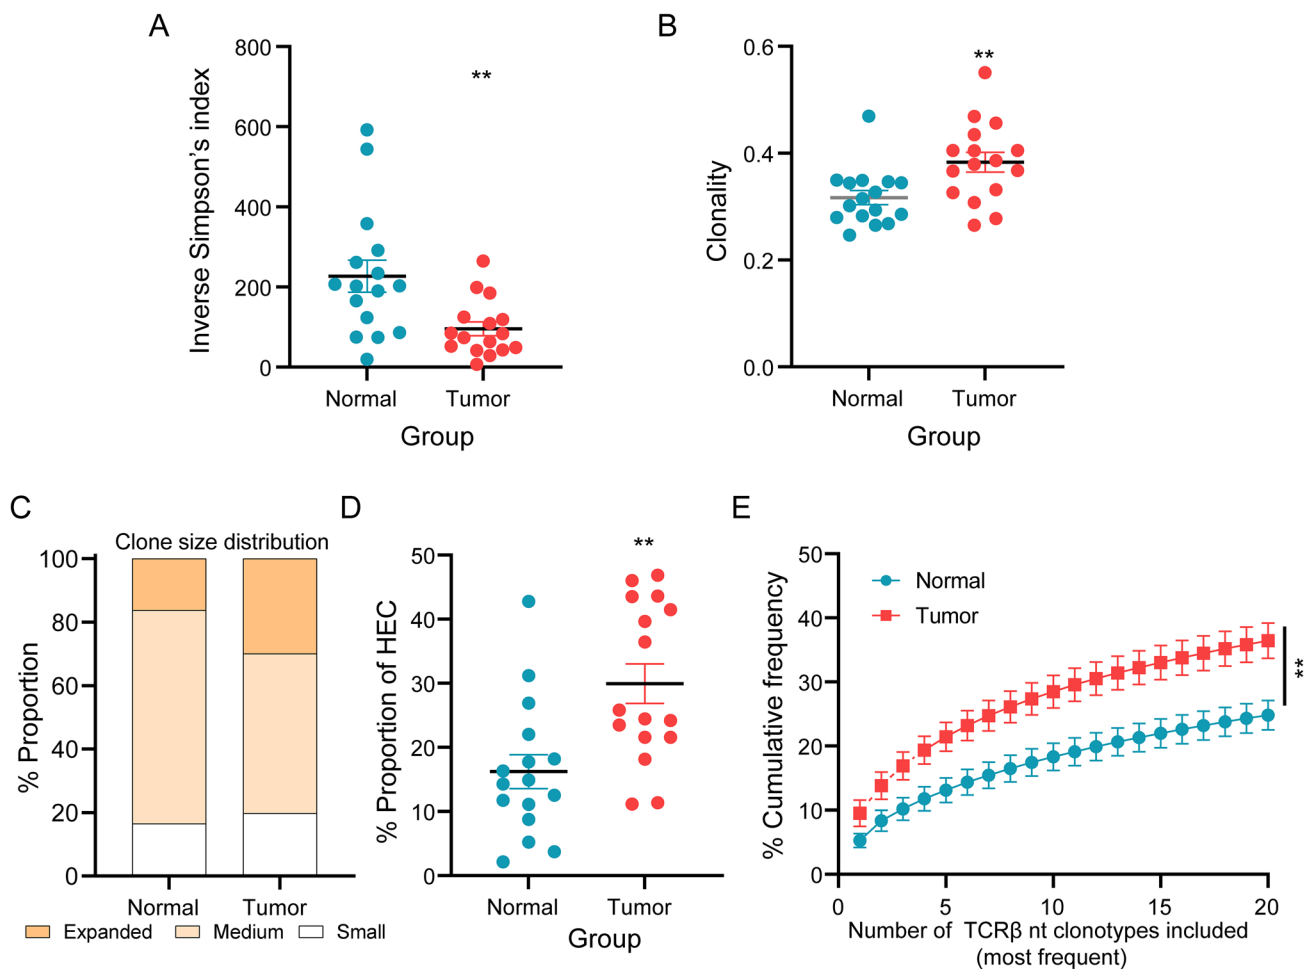 A
Inverse Simpson's index
800
600
400
200
0
**
Normal
Tumor
Group
B
Clonality
0.6
0.4
0.2
0.0
**
Normal
Tumor
Group
C
Clone size distribution
% Proportion
100
80
60
40
20
0
Normal
Tumor
Expanded
Medium
Small
D
% Proportion of HEC
50
40
30
20
10
0
**
Normal
Tumor
Group
E
% Cumulative frequency
50
40
30
20
10
0
Normal
Tumor
**
0
5
10
15
20
Number of TCRβ nt clonotypes included
(most frequent)